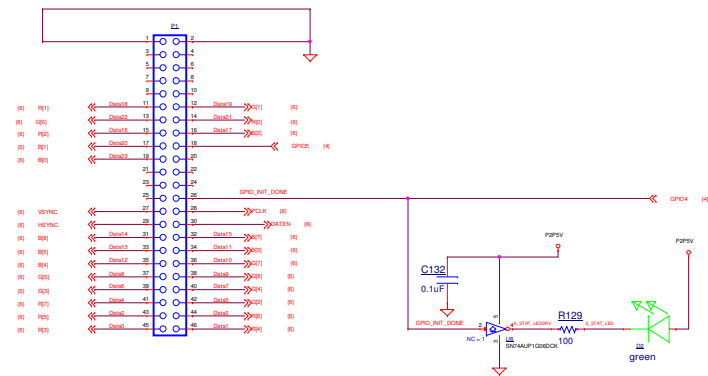 P1
1 2
3 4
5 6
7 8
9 10
(6) R[1] Data18 11 12 Data19 G[1] (6)
(6) G[0] Data22 13 14 Data21 R[0] (6)
(6) R[2] Data16 15 16 Data17 B[2] (6)
(6) B[1] Data20 17 18 GPIO5 (4)
(6) B[0] Data23 19 20
21 22
23 24
25 26 GPIO_INIT_DONE GPIO4 (4)
(6) VSYNC 27 28 PCLK (6)
(6) HSYNC 29 30 DATEN (6)
(6) B[6] Data14 31 32 Data15 B[7] (6)
(6) B[5] Data13 33 34 Data11 B[3] (6)
(6) B[4] Data12 35 36 Data10 G[7] (6)
(6) G[5] Data8 37 38 Data9 G[6] (6)
(6) G[3] Data6 39 40 Data7 G[4] (6)
(6) R[7] Data4 41 42 Data5 G[2] (6)
(6) R[5] Data2 43 44 Data3 R[6] (6)
(6) R[3] Data0 45 46 Data1 R[4] (6)
P2P5V
P2P5V
C132
0.1uF
5
GPIO_INIT_DONE 2 4 S_STAT_LEDDRV R129 S_STAT_LED
NC = 1 3 U8 100 D2
SN74AUP1G06DCK
green